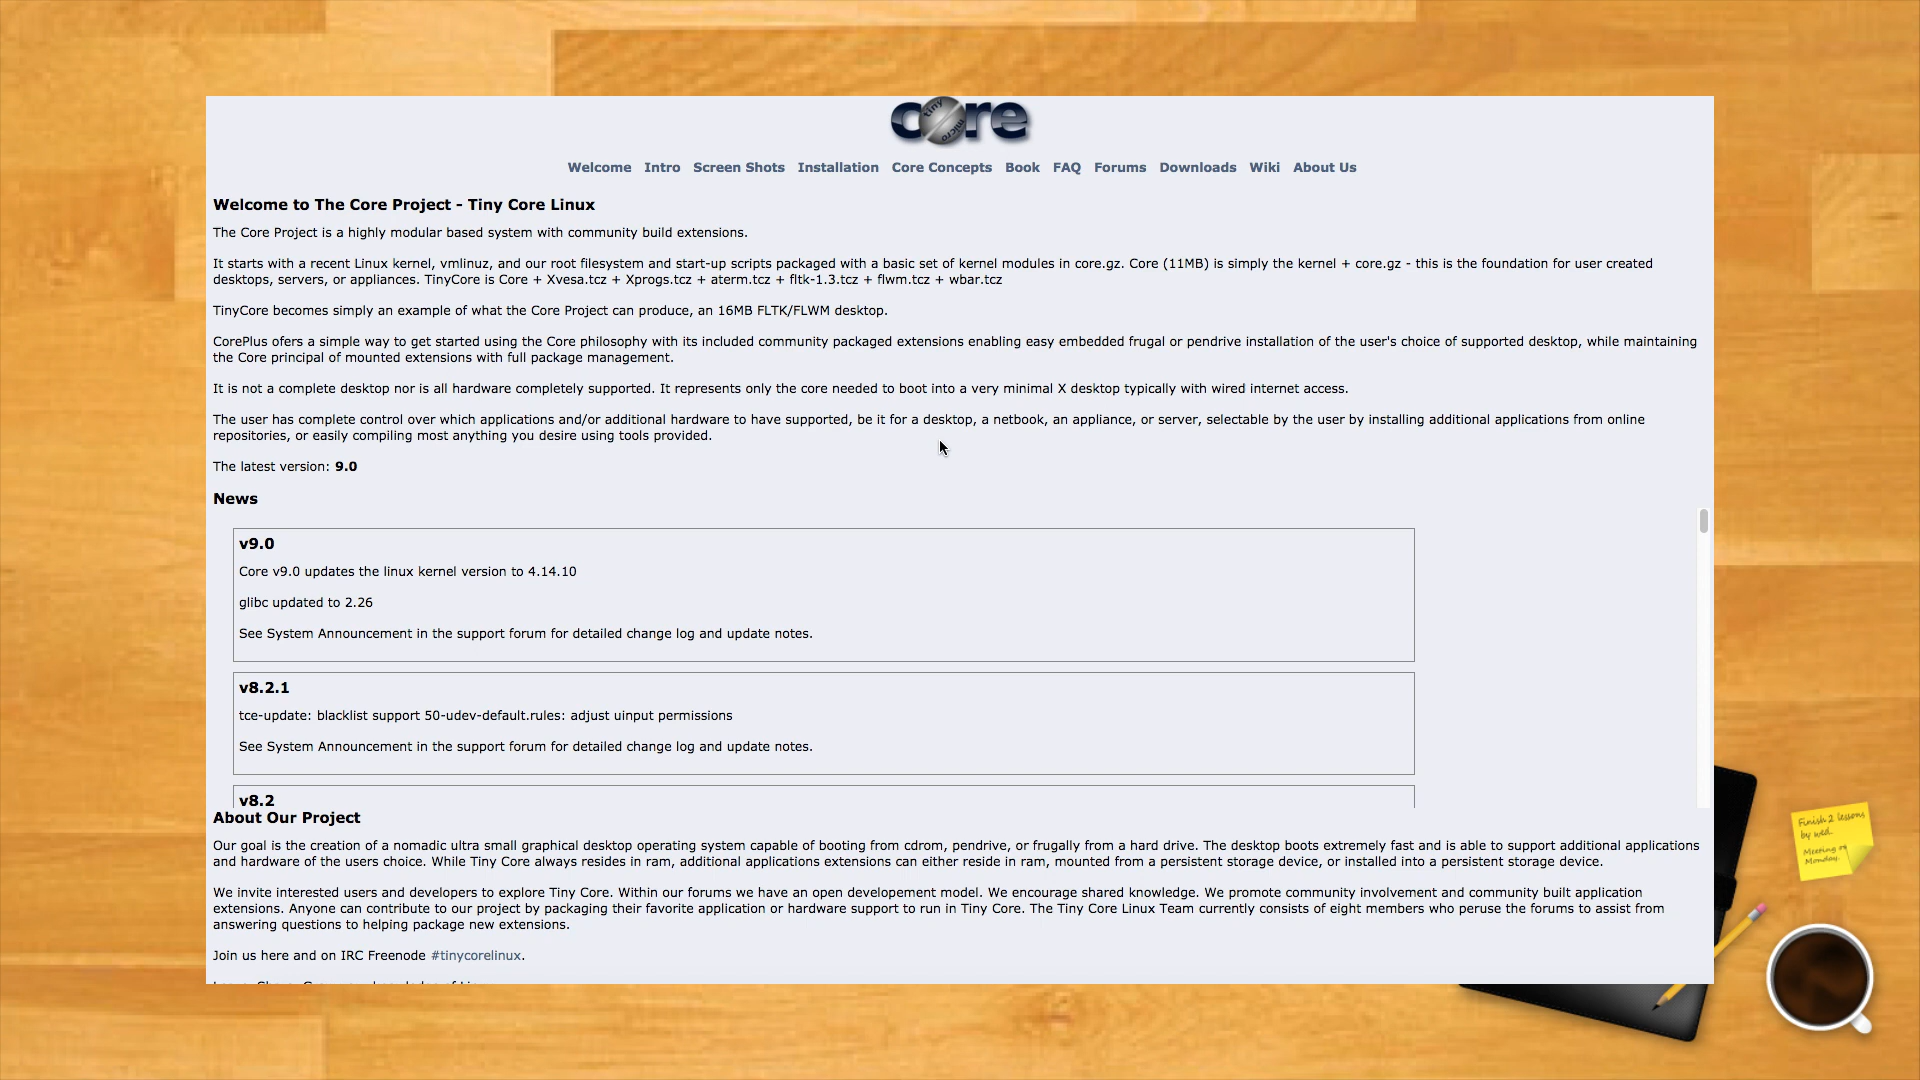 core
tiny
micro
Welcome Intro Screen Shots Installation Core Concepts Book FAQ Forums Downloads Wiki About Us
Welcome to The Core Project - Tiny Core Linux
The Core Project is a highly modular based system with community build extensions.
It starts with a recent Linux kernel, vmlinuz, and our root filesystem and start-up scripts packaged with a basic set of kernel modules in core.gz. Core (11MB) is simply the kernel + core.gz - this is the foundation for user created
desktops, servers, or appliances. TinyCore is Core + Xvesa.tcz + Xprogs.tcz + aterm.tcz + fltk-1.3.tcz + flwm.tcz + wbar.tcz
TinyCore becomes simply an example of what the Core Project can produce, an 16MB FLTK/FLWM desktop.
CorePlus ofers a simple way to get started using the Core philosophy with its included community packaged extensions enabling easy embedded frugal or pendrive installation of the user's choice of supported desktop, while maintaining
the Core principal of mounted extensions with full package management.
It is not a complete desktop nor is all hardware completely supported. It represents only the core needed to boot into a very minimal X desktop typically with wired internet access.
The user has complete control over which applications and/or additional hardware to have supported, be it for a desktop, a netbook, an appliance, or server, selectable by the user by installing additional applications from online
repositories, or easily compiling most anything you desire using tools provided.
The latest version: 9.0
News
v9.0
Core v9.0 updates the linux kernel version to 4.14.10
glibc updated to 2.26
See System Announcement in the support forum for detailed change log and update notes.
v8.2.1
tce-update: blacklist support 50-udev-default.rules: adjust uinput permissions
See System Announcement in the support forum for detailed change log and update notes.
v8.2
About Our Project
Our goal is the creation of a nomadic ultra small graphical desktop operating system capable of booting from cdrom, pendrive, or frugally from a hard drive. The desktop boots extremely fast and is able to support additional applications
and hardware of the users choice. While Tiny Core always resides in ram, additional applications extensions can either reside in ram, mounted from a persistent storage device, or installed into a persistent storage device.
We invite interested users and developers to explore Tiny Core. Within our forums we have an open developement model. We encourage shared knowledge. We promote community involvement and community built application
extensions. Anyone can contribute to our project by packaging their favorite application or hardware support to run in Tiny Core. The Tiny Core Linux Team currently consists of eight members who peruse the forums to assist from
answering questions to helping package new extensions.
Join us here and on IRC Freenode #tinycorelinux.
Finish 2 lessons
by wed.
Meeting on
Monday.